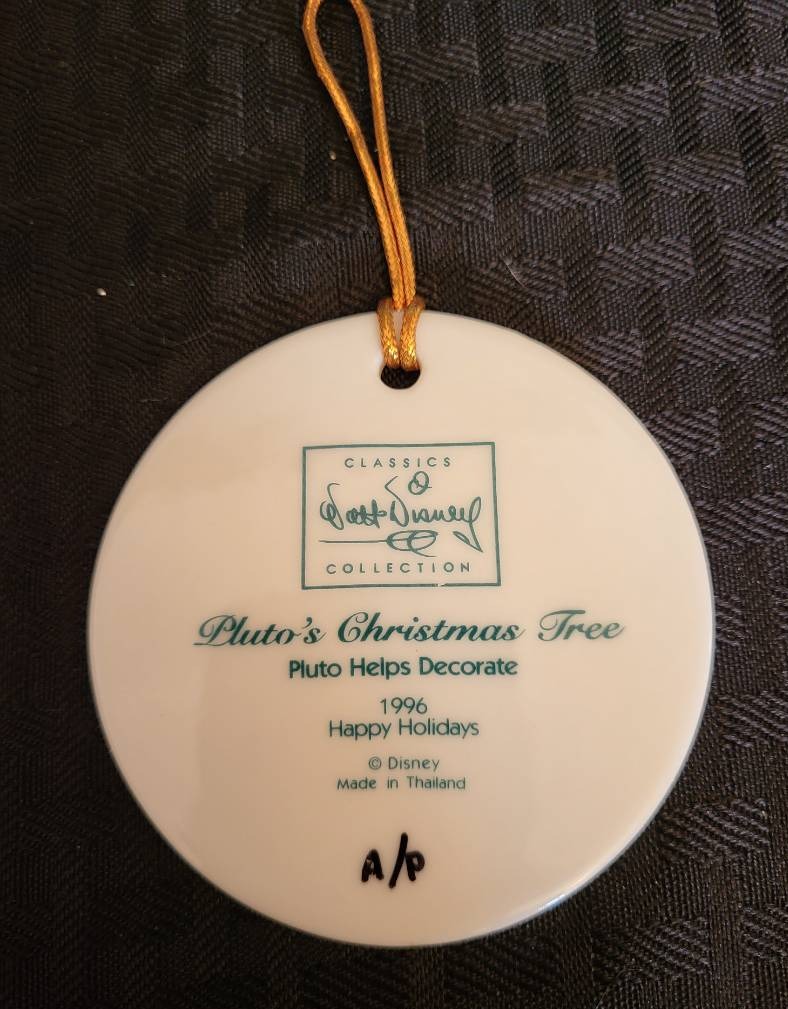 CLASSICS
Walt Disney
COLLECTION
Pluto's Christmas Tree
Pluto Helps Decorate
1996
Happy Holidays
© Disney
Made in Thailand
A/P